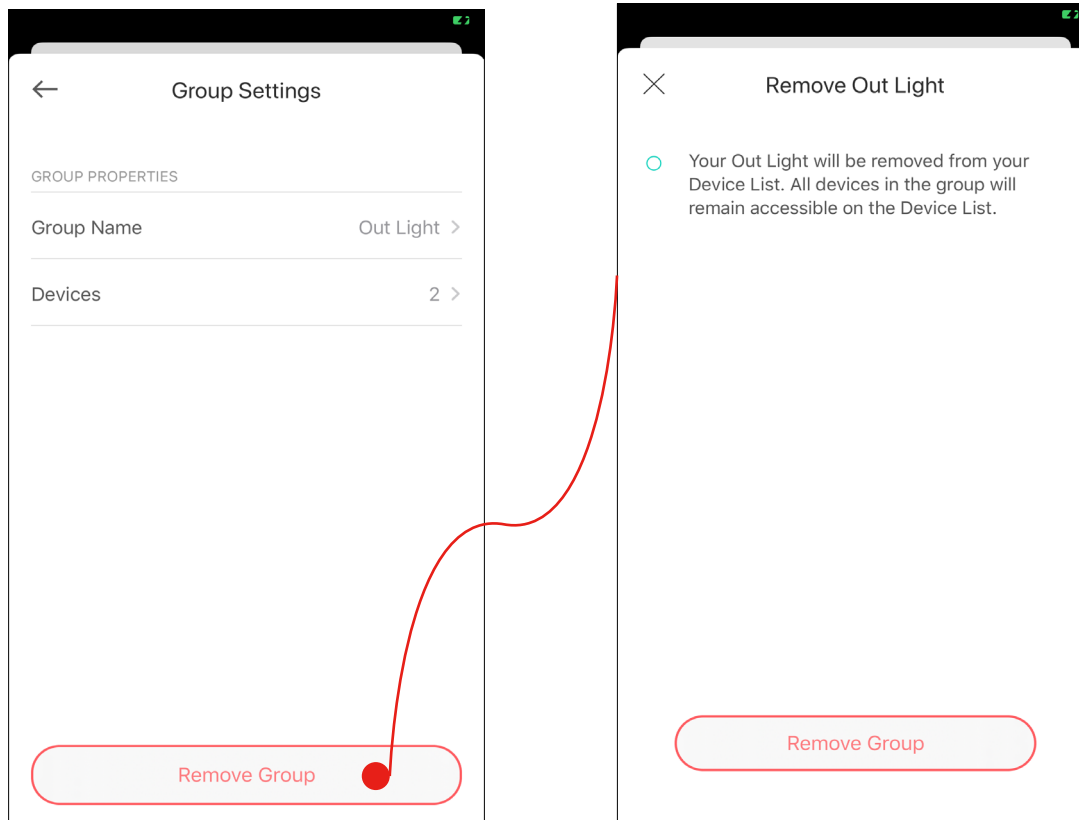 Group Settings
GROUP PROPERTIES
Group Name Out Light
Devices 2
Remove Group
Remove Out Light
Your Out Light will be removed from your
Device List. All devices in the group will
remain accessible on the Device List.
Remove Group